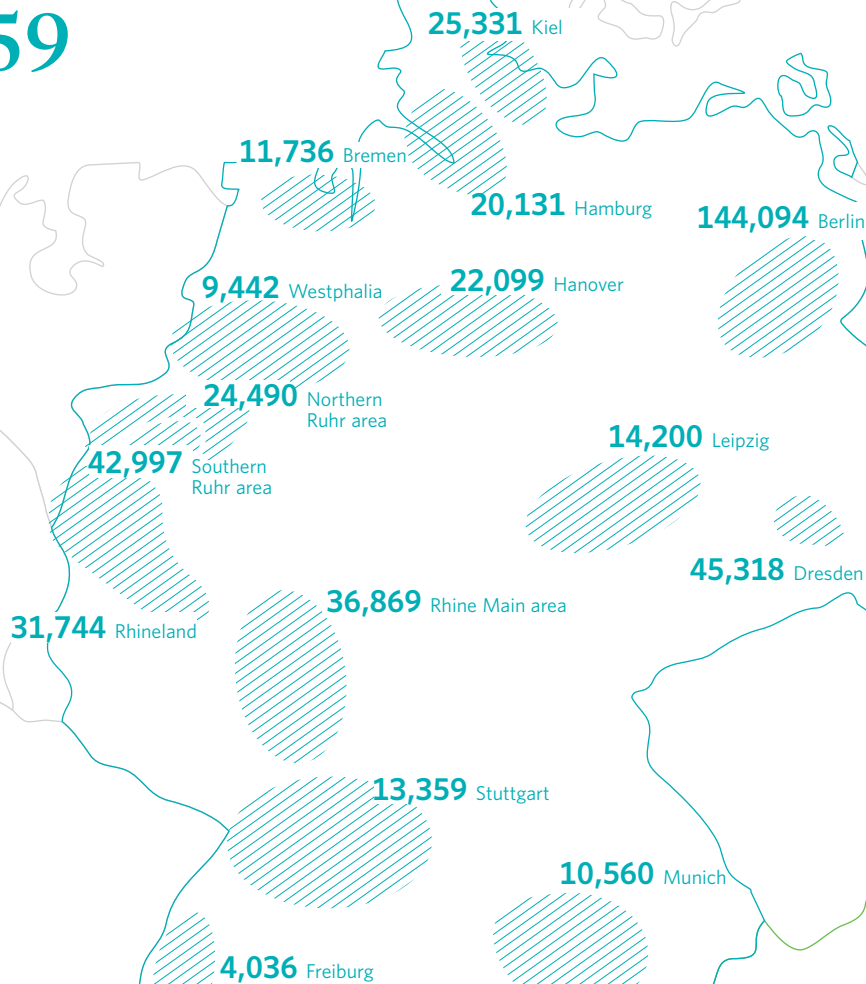 59
25,331 Kiel
11,736 Bremen
20,131 Hamburg
144,094 Berlin
9,442 Westphalia
22,099 Hanover
24,490 Northern
Ruhr area
14,200 Leipzig
42,997 Southern
Ruhr area
45,318 Dresden
36,869 Rhine Main area
31,744 Rhineland
13,359 Stuttgart
10,560 Munich
4,036 Freiburg